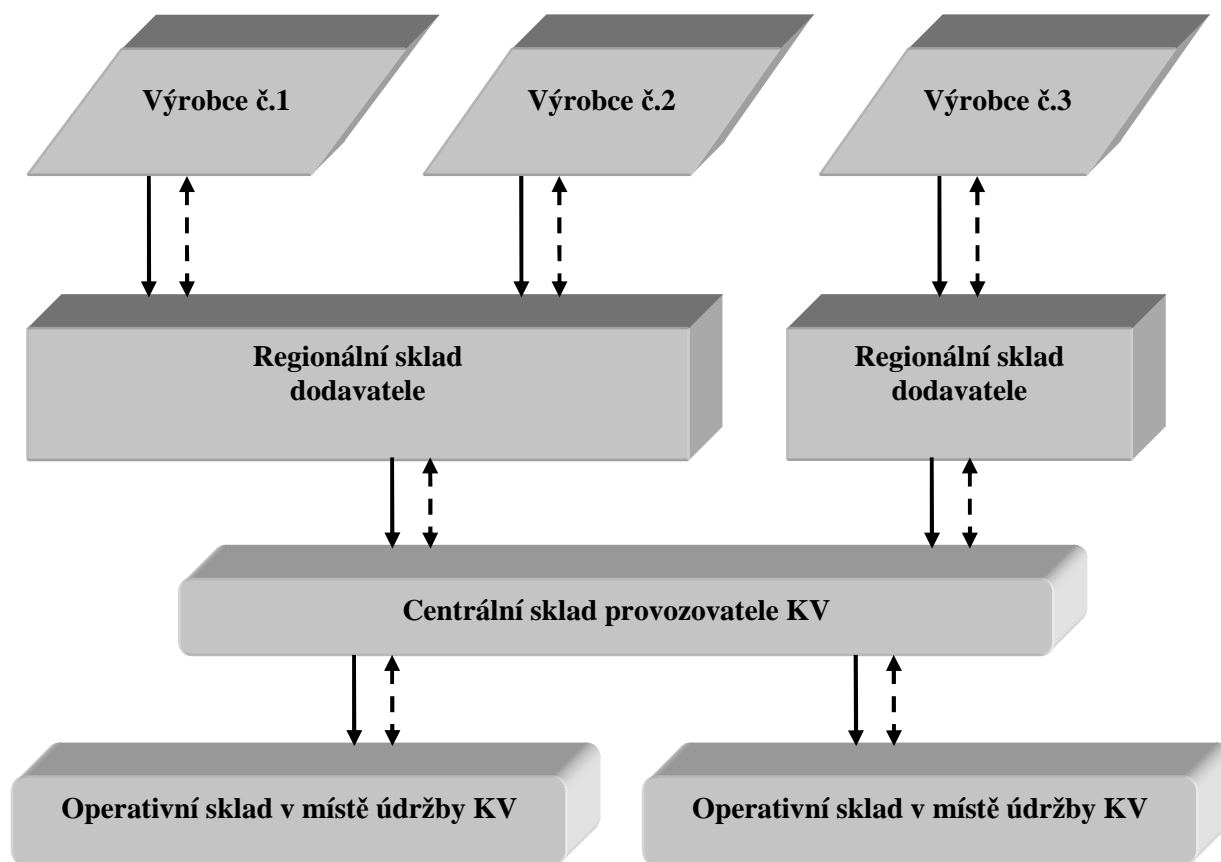 Výrobce č.1
Výrobce č.2
Výrobce č.3
Regionální sklad
dodavatele
Regionální sklad
dodavatele
Centrální sklad provozovatele KV
Operativní sklad v místě údržby KV
Operativní sklad v místě údržby KV